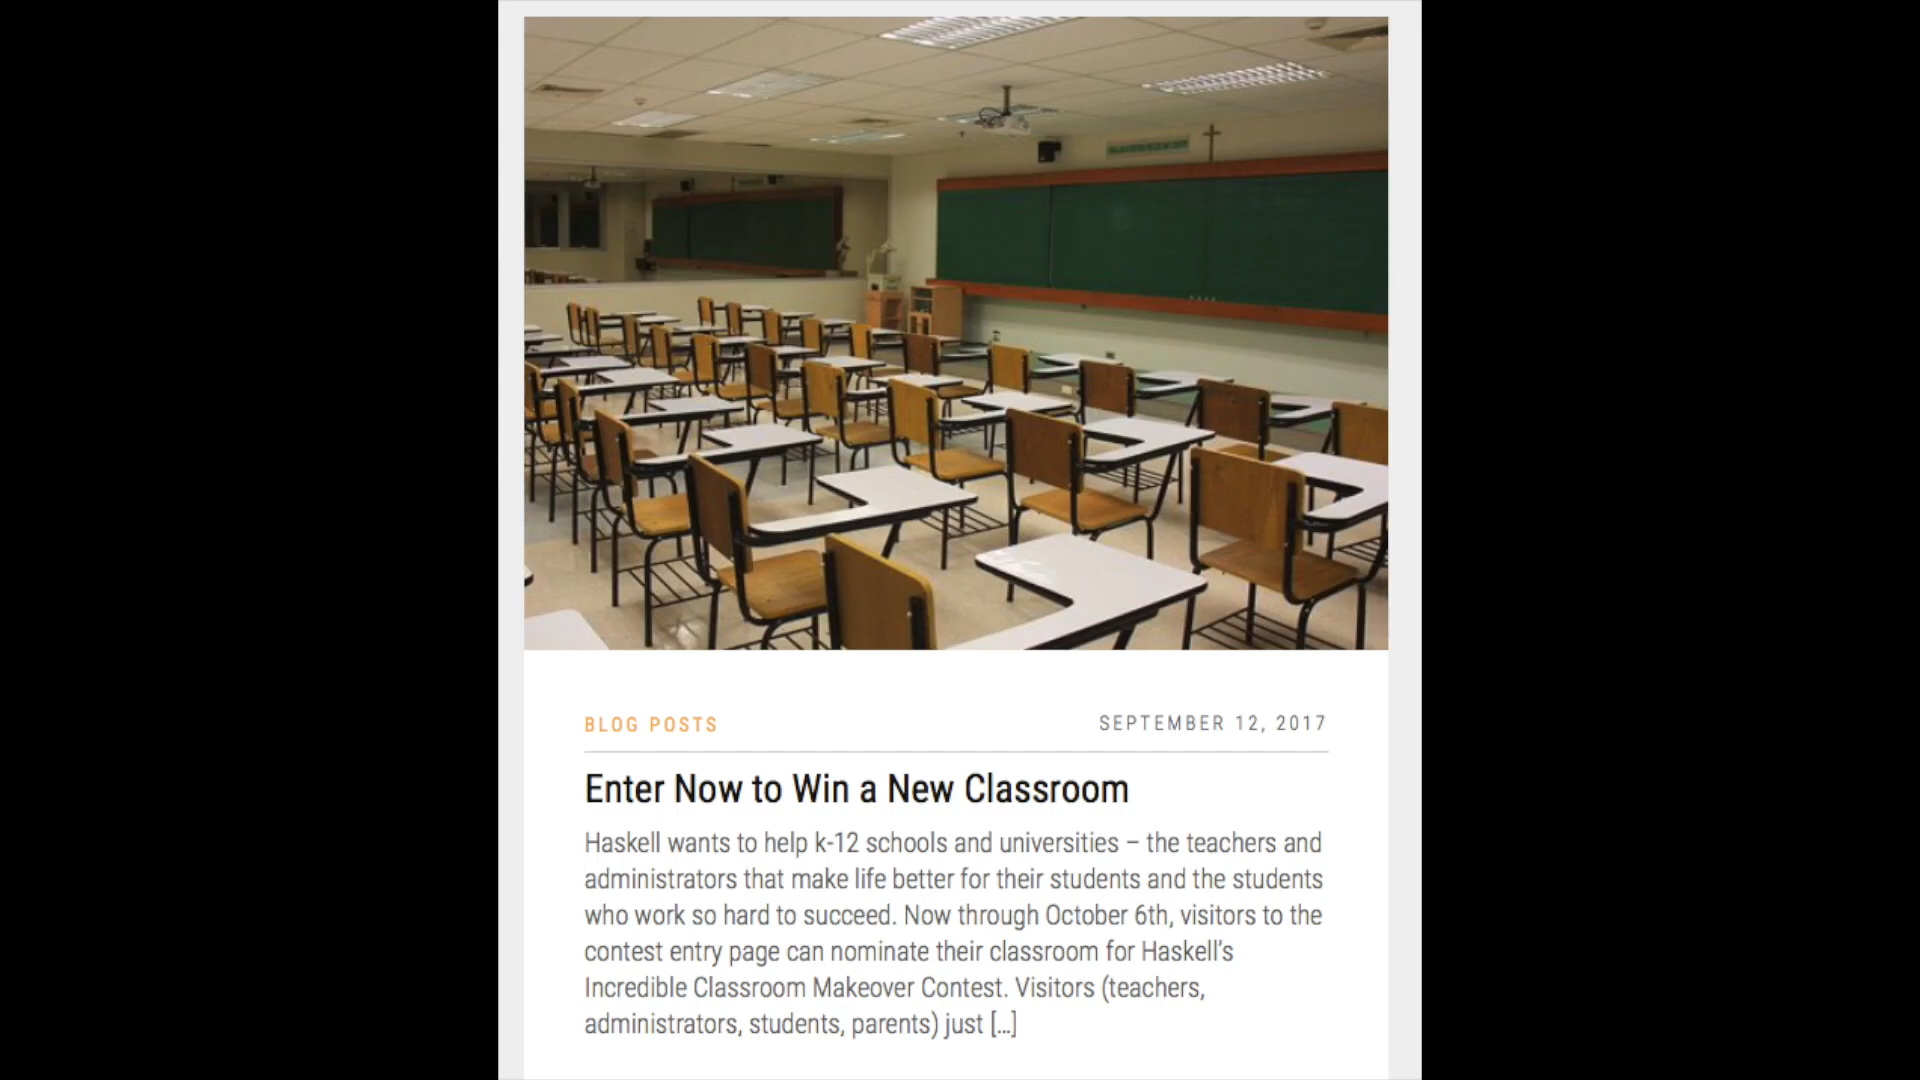 BLOG POSTS
SEPTEMBER 12, 2017
Enter Now to Win a New Classroom
Haskell wants to help k-12 schools and universities – the teachers and
administrators that make life better for their students and the students
who work so hard to succeed. Now through October 6th, visitors to the
contest entry page can nominate their classroom for Haskell’s
Incredible Classroom Makeover Contest. Visitors (teachers,
administrators, students, parents) just [...]